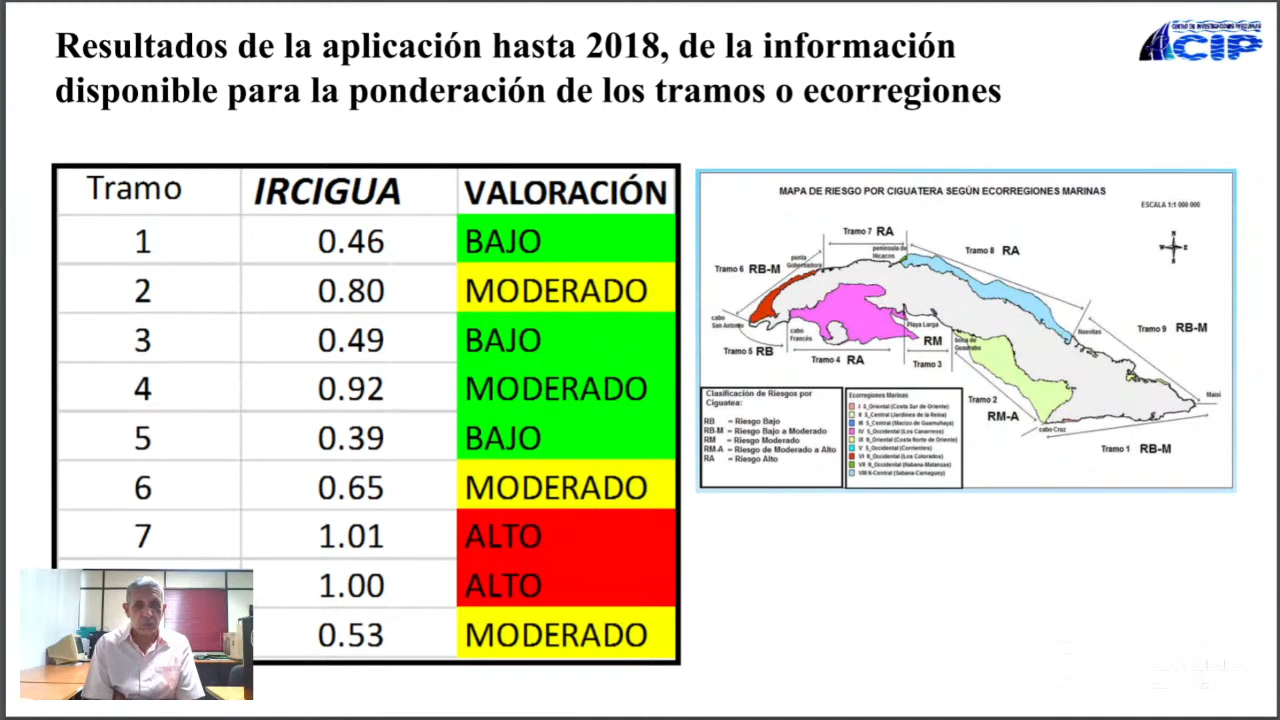 Resultados de la aplicación hasta 2018, de la información
disponible para la ponderación de los tramos o ecorregiones
CIP
Tramo IRCIGUA VALORACIÓN
1 0.46 BAJO
2 0.80 MODERADO
3 0.49 BAJO
4 0.92 MODERADO
5 0.39 BAJO
6 0.65 MODERADO
7 1.01 ALTO
1.00 ALTO
0.53 MODERADO
MAPA DE RIESGO POR CIGUATERA SEGÚN ECORREGIONES MARINAS
ESCALA 1:1 000 000
N
W E
S
Tramo 7 RA
Tramo 8 RA
península de
Hicacos
punta
Gobernadora
Tramo 6 RB-M
cabo
San Antonio
cabo
Francés
Playa Larga
Nuevitas
Tramo 9 RB-M
RM
boca de
Guaurabo
Tramo 5 RB
Tramo 4 RA
Tramo 3
Maisí
Tramo 2
RM-A
cabo Cruz
Tramo 1 RB-M
Clasificación de Riesgos por
Ciguatea:
RB = Riesgo Bajo
RB-M = Riesgo Bajo a Moderado
RM = Riesgo Moderado
RM-A = Riesgo de Moderado a Alto
RA = Riesgo Alto
Ecorregiones Marinas
I S_Oriental (Costa Sur de Oriente)
II S_Central (Jardines de la Reina)
III S_Central (Macizo de Guamuhaya)
IV S_Occidental (Los Canarreos)
IX N_Oriental (Costa Norte de Oriente)
V S_Occidental (Corrientes)
VI N_Occidental (Los Colorados)
VII N_Occidental (Habana-Matanzas)
VIII N-Central (Sabana-Camaguey)